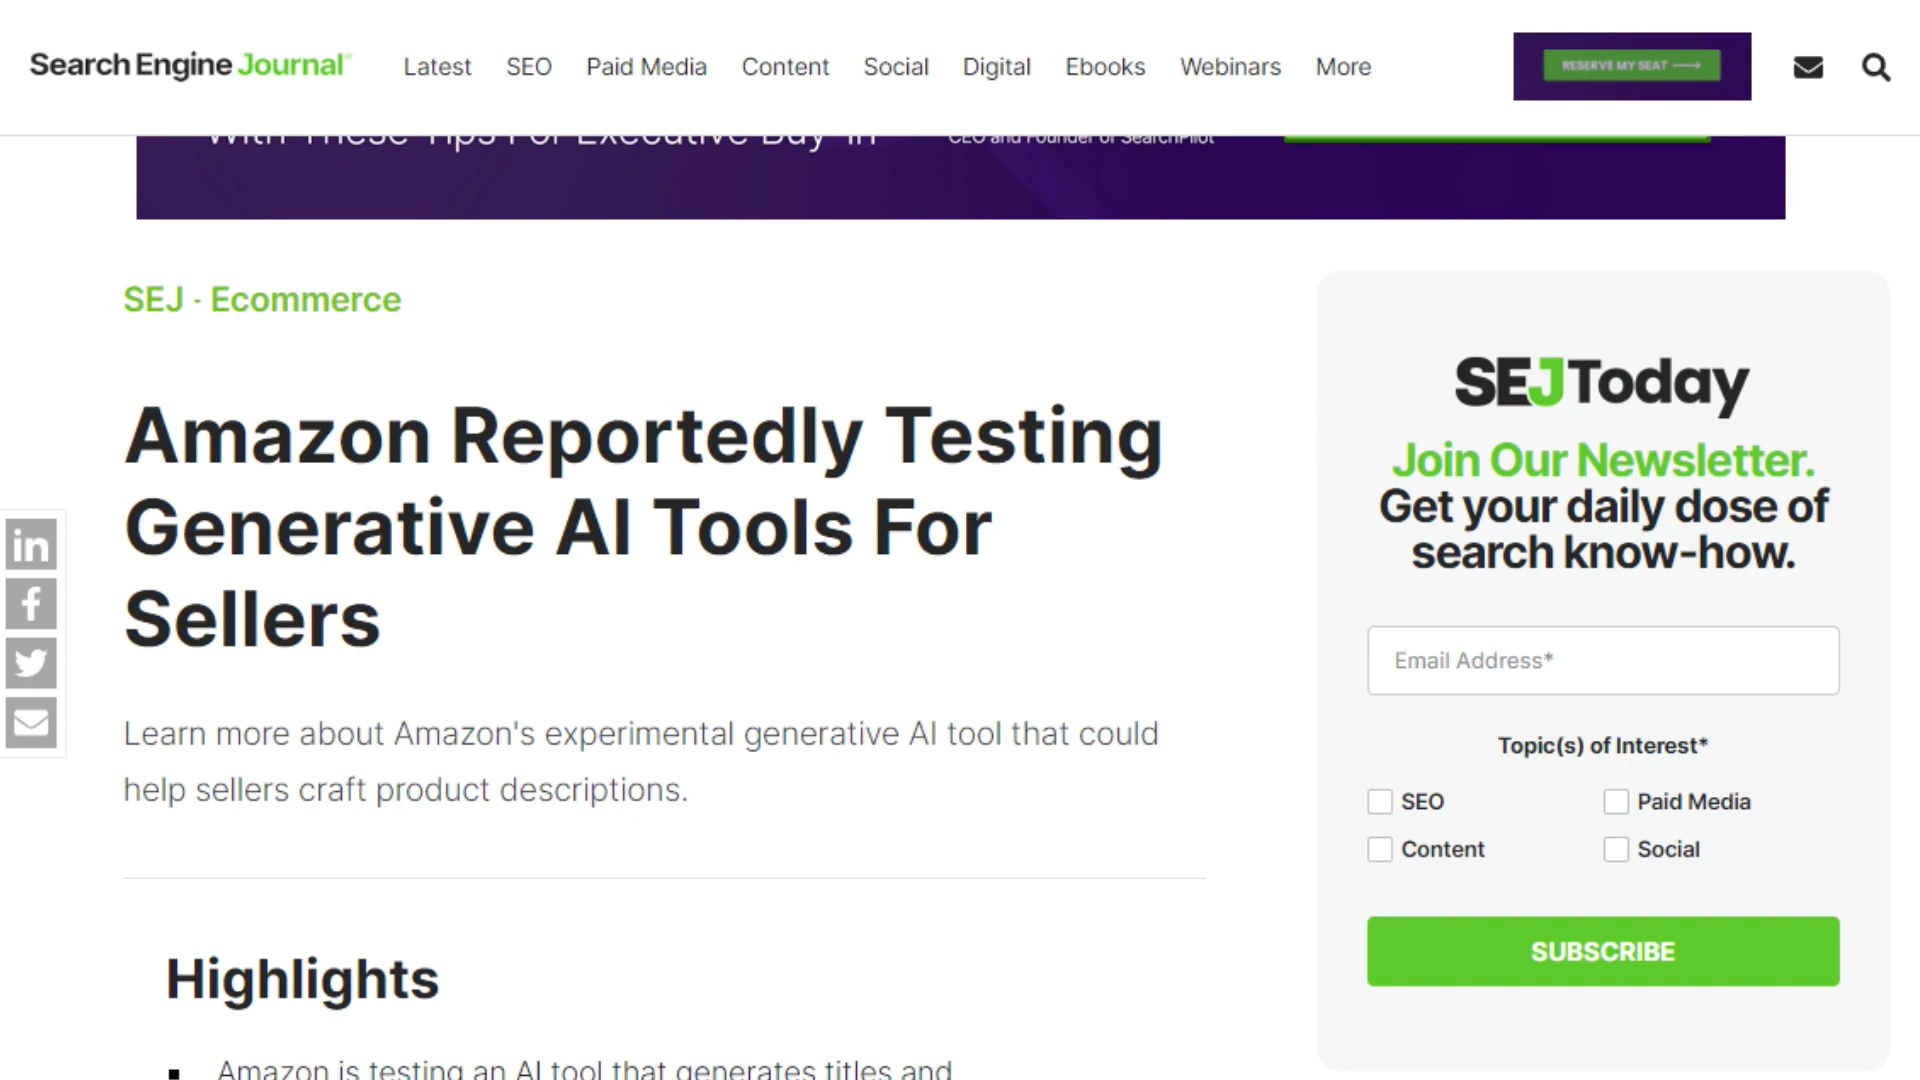 Search Engine Journal
Latest SEO Paid Media Content Social Digital Ebooks Webinars More
RESERVE MY SEAT
With These Tips For Executive Buy-In
CEO and Founder of SearchPilot
SEJ · Ecommerce
Amazon Reportedly Testing
Generative AI Tools For
Sellers
Learn more about Amazon's experimental generative AI tool that could
help sellers craft product descriptions.
Highlights
Amazon is testing an AI tool that generates titles and
SEJ Today
Join Our Newsletter.
Get your daily dose of
search know-how.
Email Address*
Topic(s) of Interest*
SEO Paid Media
Content Social
SUBSCRIBE